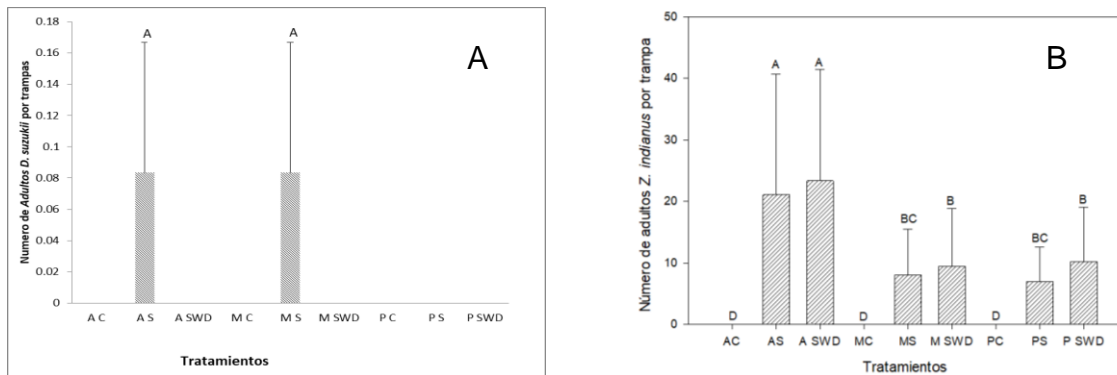 A
Numero de Adultos D. suzukii por trampas
0.18
0.16
0.14
0.12
0.1
0.08
0.06
0.04
0.02
0
A
A
A C
A S
A SWD
M C
M S
M SWD
P C
P S
P SWD
Tratamientos
B
Número de adultos Z. indianus por trampa
50
40
30
20
10
0
D
A
A
D
BC
B
D
BC
B
AC
AS
A SWD
MC
MS
M SWD
PC
PS
P SWD
Tratamientos